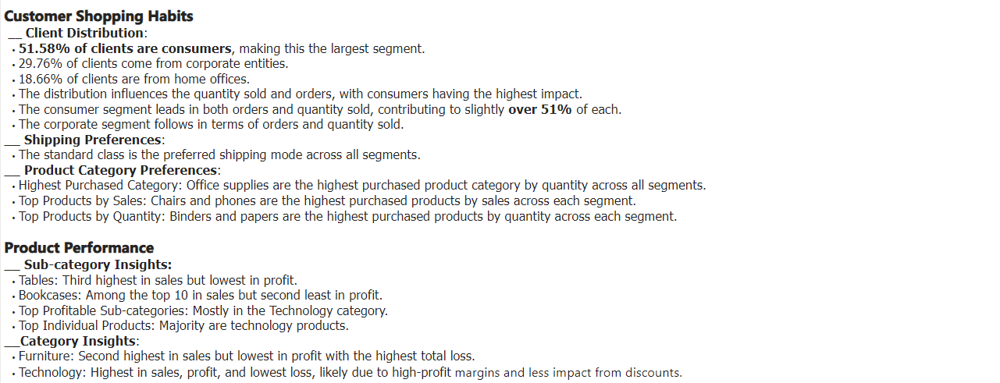 Customer Shopping Habits
__ Client Distribution:
• 51.58% of clients are consumers, making this the largest segment.
• 29.76% of clients come from corporate entities.
• 18.66% of clients are from home offices.
• The distribution influences the quantity sold and orders, with consumers having the highest impact.
• The consumer segment leads in both orders and quantity sold, contributing to slightly over 51% of each.
• The corporate segment follows in terms of orders and quantity sold.
__ Shipping Preferences:
• The standard class is the preferred shipping mode across all segments.
__ Product Category Preferences:
• Highest Purchased Category: Office supplies are the highest purchased product category by quantity across all segments.
• Top Products by Sales: Chairs and phones are the highest purchased products by sales across each segment.
• Top Products by Quantity: Binders and papers are the highest purchased products by quantity across each segment.
Product Performance
__ Sub-category Insights:
• Tables: Third highest in sales but lowest in profit.
• Bookcases: Among the top 10 in sales but second least in profit.
• Top Profitable Sub-categories: Mostly in the Technology category.
• Top Individual Products: Majority are technology products.
__Category Insights:
• Furniture: Second highest in sales but lowest in profit with the highest total loss.
• Technology: Highest in sales, profit, and lowest loss, likely due to high-profit margins and less impact from discounts.